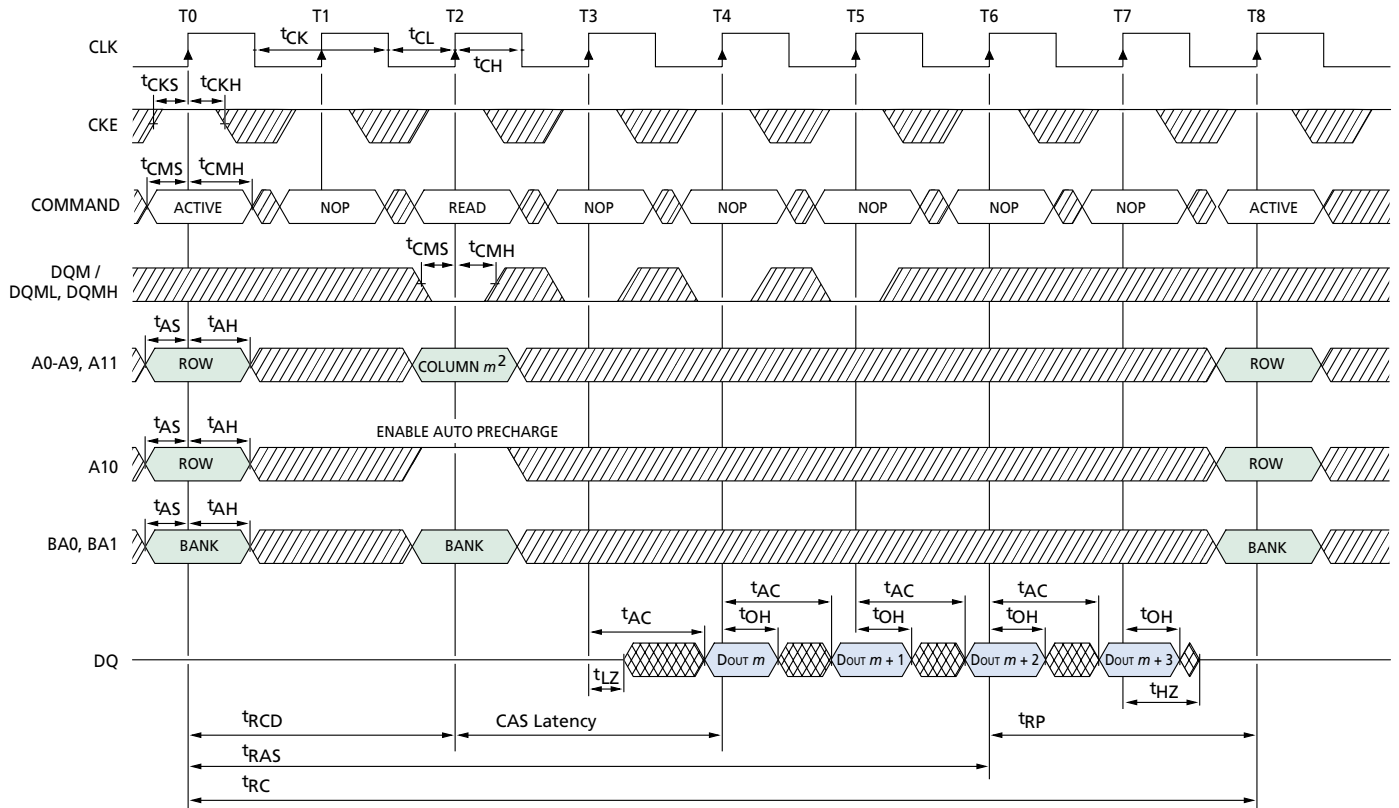 T0 T1 T2 T3 T4 T5 T6 T7 T8
CLK
tCK tCL
tCH
tCKS tCKH
CKE
tCMS tCMH
COMMAND ACTIVE NOP READ NOP NOP NOP NOP NOP ACTIVE
tCMS tCMH
DQM /
DQML, DQMH
tAS tAH
A0-A9, A11 ROW COLUMN m2 ROW
tAS tAH ENABLE AUTO PRECHARGE
A10 ROW ROW
tAS tAH
BA0, BA1 BANK BANK BANK
tAC tAC tAC
tAC tOH tOH tOH tOH
DQ DOUT m DOUT m + 1 DOUT m + 2 DOUT m + 3
tLZ tHZ
tRCD CAS Latency tRP
tRAS
tRC